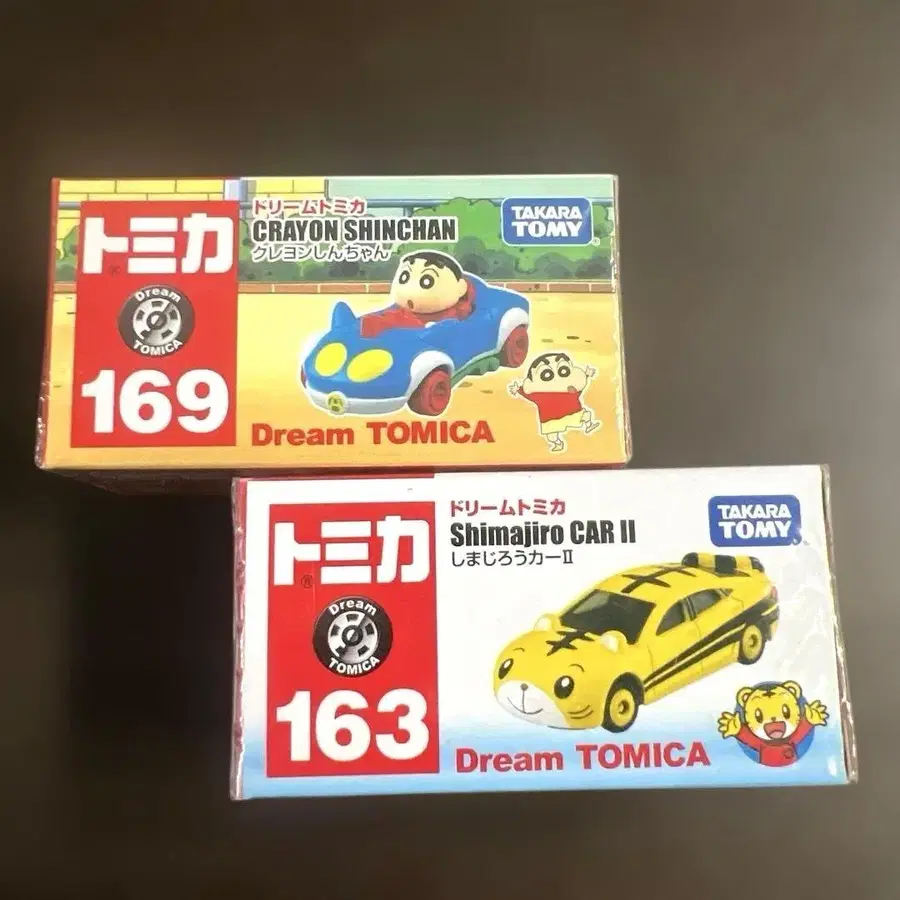 トミカ
Dream
TOMICA
169
ドリームトミカ
CRAYON SHINCHAN
クレヨンしんちゃん
TAKARA
TOMY
Dream TOMICA
トミカ
Dream
TOMICA
163
ドリームトミカ
Shimajiro CAR II
しまじろうカーII
TAKARA
TOMY
Dream TOMICA